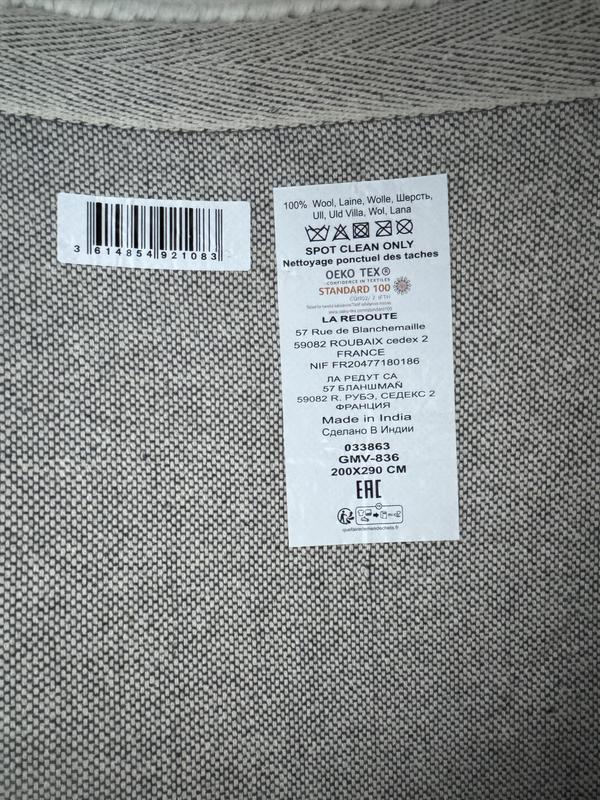 3 614854 921083
100% Wool, Laine, Wolle, Шерсть,
Ull, Uld Villa, Wol, Lana
SPOT CLEAN ONLY
Nettoyage ponctuel des taches
OEKO TEX®
CONFIDENCE IN TEXTILES
STANDARD 100
LA REDOUTE
57 Rue de Blanchemaille
59082 ROUBAIX cedex 2
FRANCE
NIF FR20477180186
ЛА РЕДУТ СА
57 БЛАНШМАЙ
59082 R. РУБЭ, СЕДЕКС 2
ФРАНЦИЯ
Made in India
Сделано В Индии
033863
GMV-836
200X290 CM
EAC
quefairedemesdechets.fr